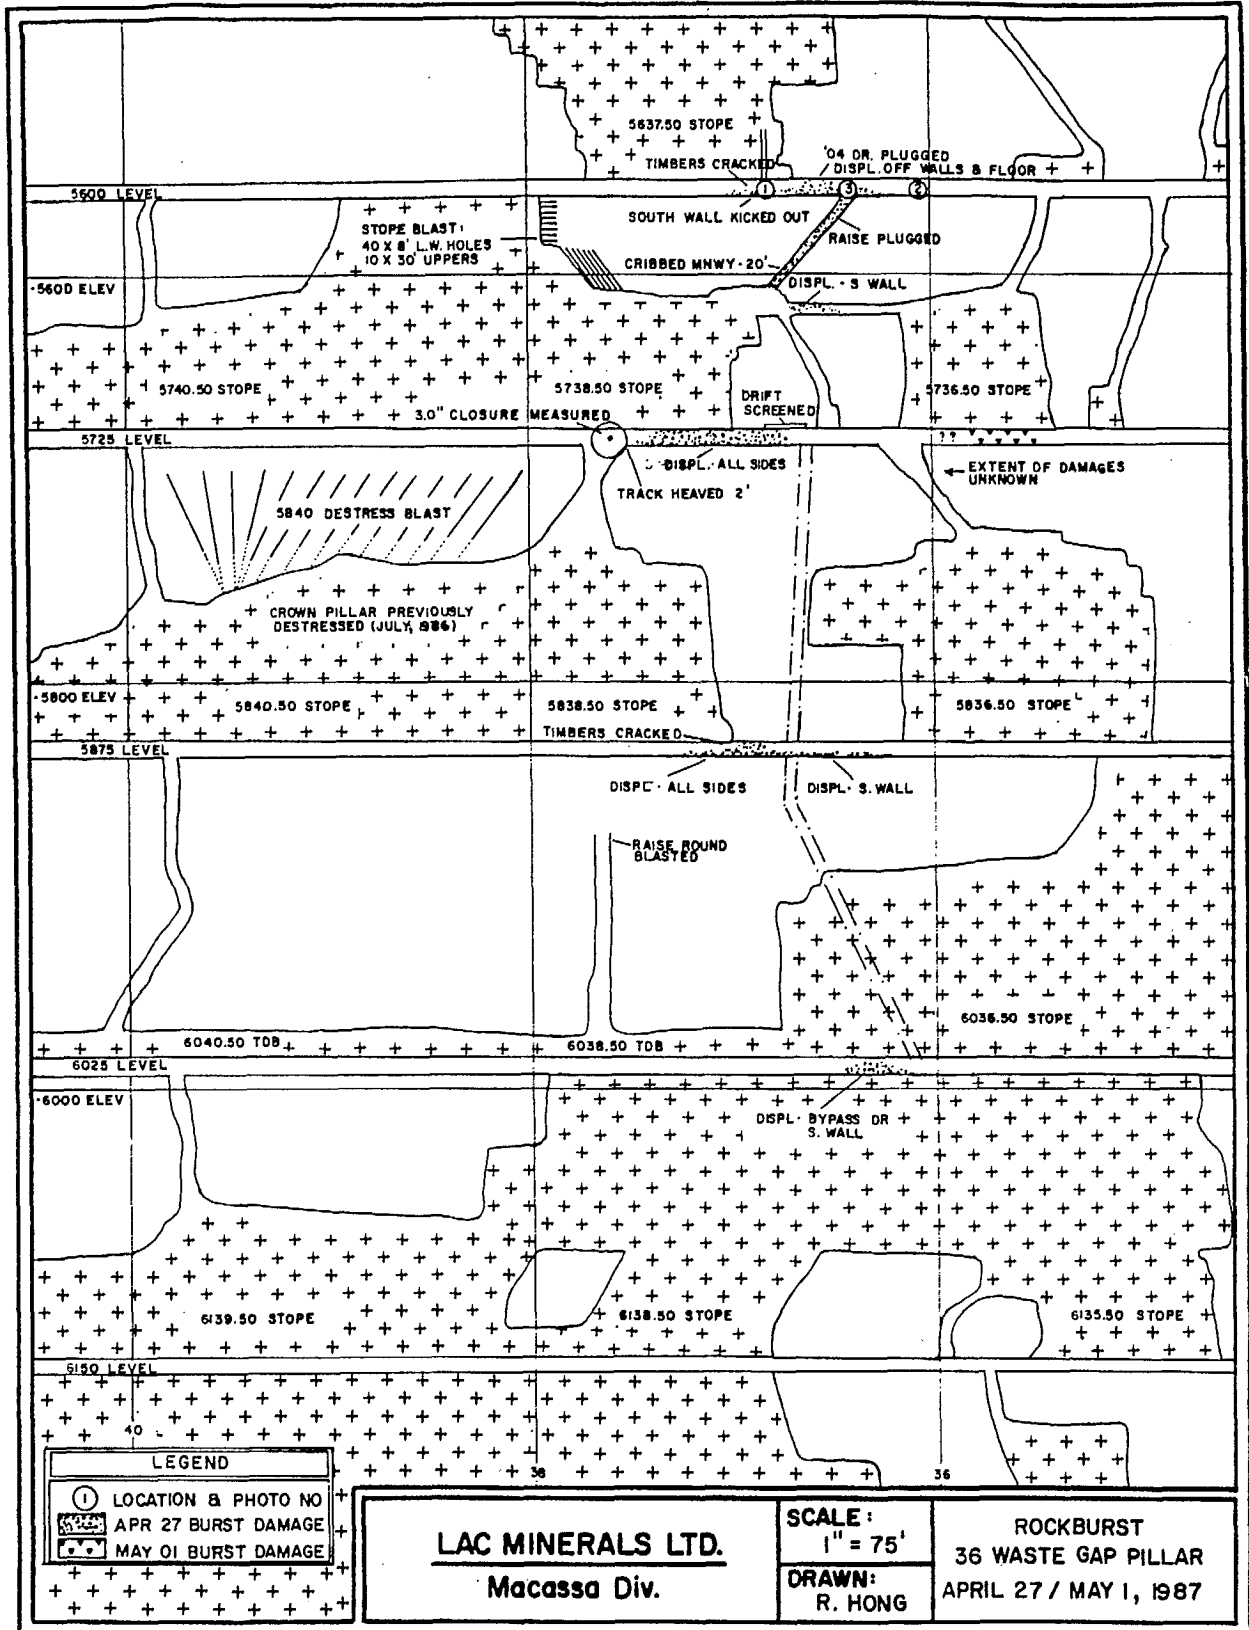 5637.50 STOPE
TIMBERS CRACKED
'04 DR. PLUGGED
DISPL. OFF WALLS & FLOOR
5600 LEVEL
1
3
2
SOUTH WALL KICKED OUT
STOPE BLAST:
40 X 8' L.W. HOLES
10 X 30' UPPERS
RAISE PLUGGED
CRIBBED MNWY - 20'
-5600 ELEV
DISPL. - S WALL
5740.50 STOPE
5738.50 STOPE
5736.50 STOPE
DRIFT
SCREENED
3.0" CLOSURE MEASURED
5725 LEVEL
??
DISPL. ALL SIDES
EXTENT OF DAMAGES
UNKNOWN
TRACK HEAVED 2'
5840 DESTRESS BLAST
CROWN PILLAR PREVIOUSLY
DESTRESSED (JULY, 1986)
-5800 ELEV
5840.50 STOPE
5838.50 STOPE
5836.50 STOPE
TIMBERS CRACKED
5875 LEVEL
DISPL - ALL SIDES
DISPL - S. WALL
RAISE ROUND
BLASTED
6036.50 STOPE
6040.50 TDB
6038.50 TDB
6025 LEVEL
-6000 ELEV
DISPL - BYPASS DR
S. WALL
6139.50 STOPE
6138.50 STOPE
6135.50 STOPE
6150 LEVEL
40
38
36
LEGEND
1 LOCATION & PHOTO NO
APR 27 BURST DAMAGE
MAY 01 BURST DAMAGE
LAC MINERALS LTD.
Macassa Div.
SCALE:
1" = 75'
DRAWN:
R. HONG
ROCKBURST
36 WASTE GAP PILLAR
APRIL 27 / MAY 1, 1987